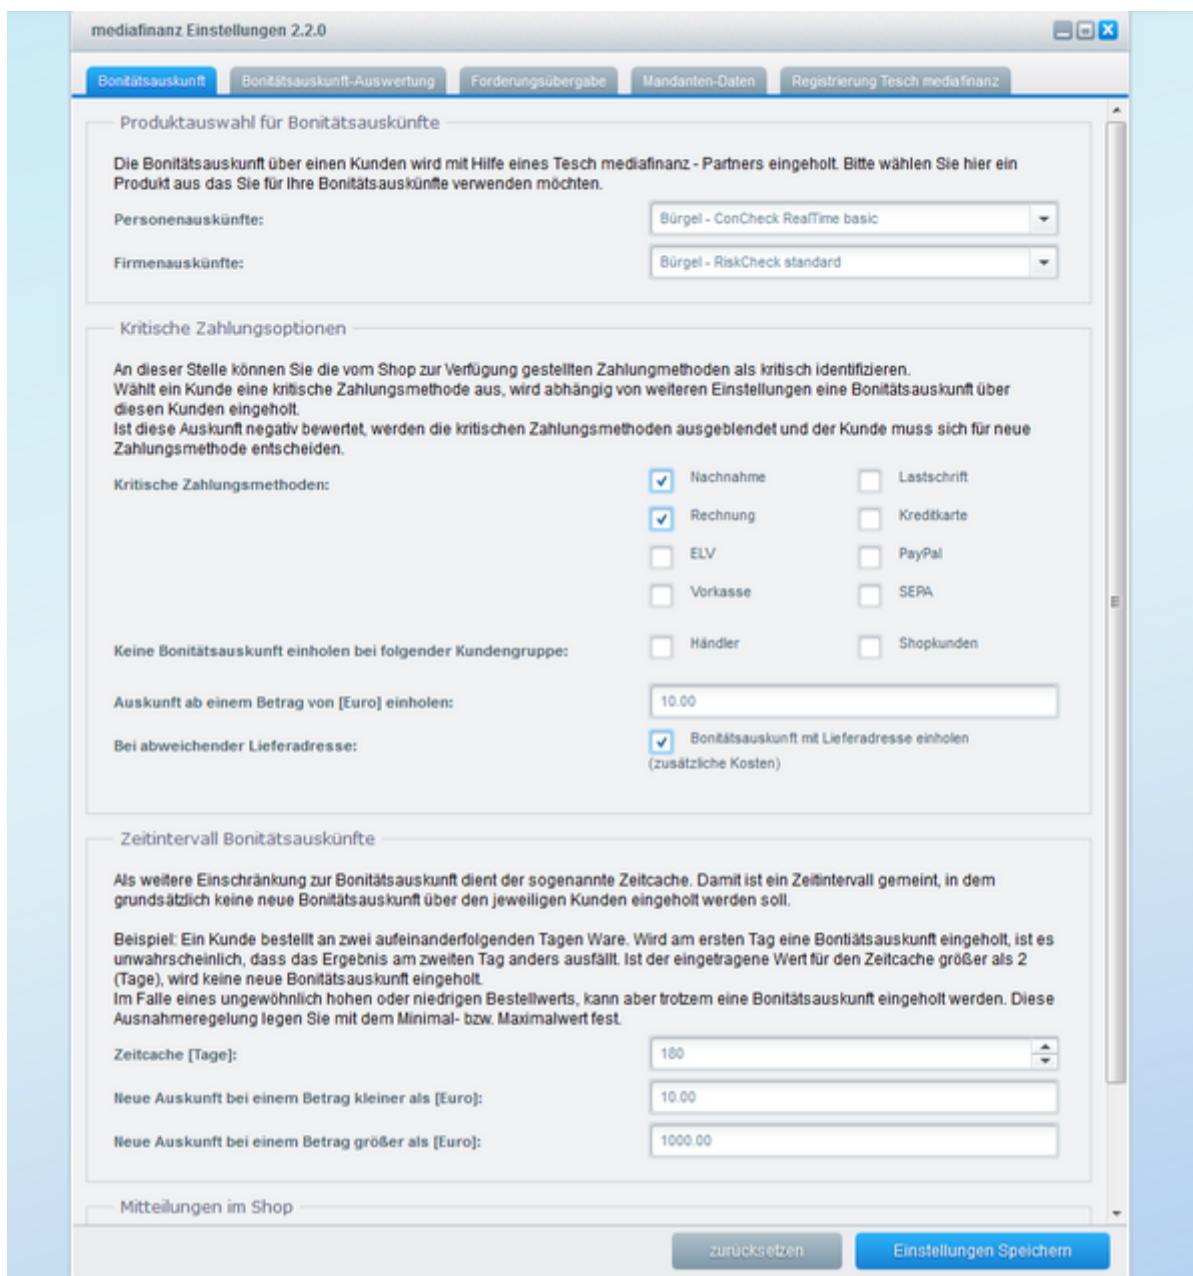 mediafinanz Einstellungen 2.2.0
Bonitätsauskunft Bonitätsauskunft-Auswertung Forderungsübergabe Mandanten-Daten Registrierung Tesch mediafinanz
Produktauswahl für Bonitätsauskünfte
Die Bonitätsauskunft über einen Kunden wird mit Hilfe eines Tesch mediafinanz - Partners eingeholt. Bitte wählen Sie hier ein
Produkt aus das Sie für Ihre Bonitätsauskünfte verwenden möchten.
Personenauskünfte: Bürgel - ConCheck RealTime basic
Firmenauskünfte: Bürgel - RiskCheck standard
Kritische Zahlungsoptionen
An dieser Stelle können Sie die vom Shop zur Verfügung gestellten Zahlungmethoden als kritisch identifizieren.
Wählt ein Kunde eine kritische Zahlungsmethode aus, wird abhängig von weiteren Einstellungen eine Bonitätsauskunft über
diesen Kunden eingeholt.
Ist diese Auskunft negativ bewertet, werden die kritischen Zahlungsmethoden ausgeblendet und der Kunde muss sich für neue
Zahlungsmethode entscheiden.
Kritische Zahlungsmethoden: Nachnahme Lastschrift
Rechnung Kreditkarte
ELV PayPal
Vorkasse SEPA
Keine Bonitätsauskunft einholen bei folgender Kundengruppe: Händler Shopkunden
Auskunft ab einem Betrag von [Euro] einholen: 10.00
Bei abweichender Lieferadresse: Bonitätsauskunft mit Lieferadresse einholen
(zusätzliche Kosten)
Zeitintervall Bonitätsauskünfte
Als weitere Einschränkung zur Bonitätsauskunft dient der sogenannte Zeitcache. Damit ist ein Zeitintervall gemeint, in dem
grundsätzlich keine neue Bonitätsauskunft über den jeweiligen Kunden eingeholt werden soll.
Beispiel: Ein Kunde bestellt an zwei aufeinanderfolgenden Tagen Ware. Wird am ersten Tag eine Bontiätsauskunft eingeholt, ist es
unwahrscheinlich, dass das Ergebnis am zweiten Tag anders ausfällt. Ist der eingetragene Wert für den Zeitcache größer als 2
(Tage), wird keine neue Bonitätsauskunft eingeholt.
Im Falle eines ungewöhnlich hohen oder niedrigen Bestellwerts, kann aber trotzem eine Bonitätsauskunft eingeholt werden. Diese
Ausnahmeregelung legen Sie mit dem Minimal- bzw. Maximalwert fest.
Zeitcache [Tage]: 180
Neue Auskunft bei einem Betrag kleiner als [Euro]: 10.00
Neue Auskunft bei einem Betrag größer als [Euro]: 1000.00
Mitteilungen im Shop
zurücksetzen Einstellungen Speichern